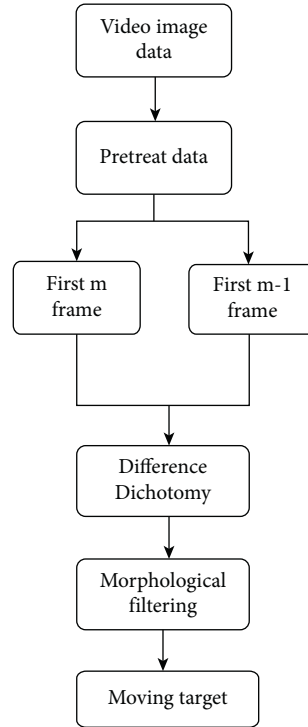 Video image
data
Pretreat data
First m
frame
First m-1
frame
Difference
Dichotomy
Morphological
filtering
Moving target